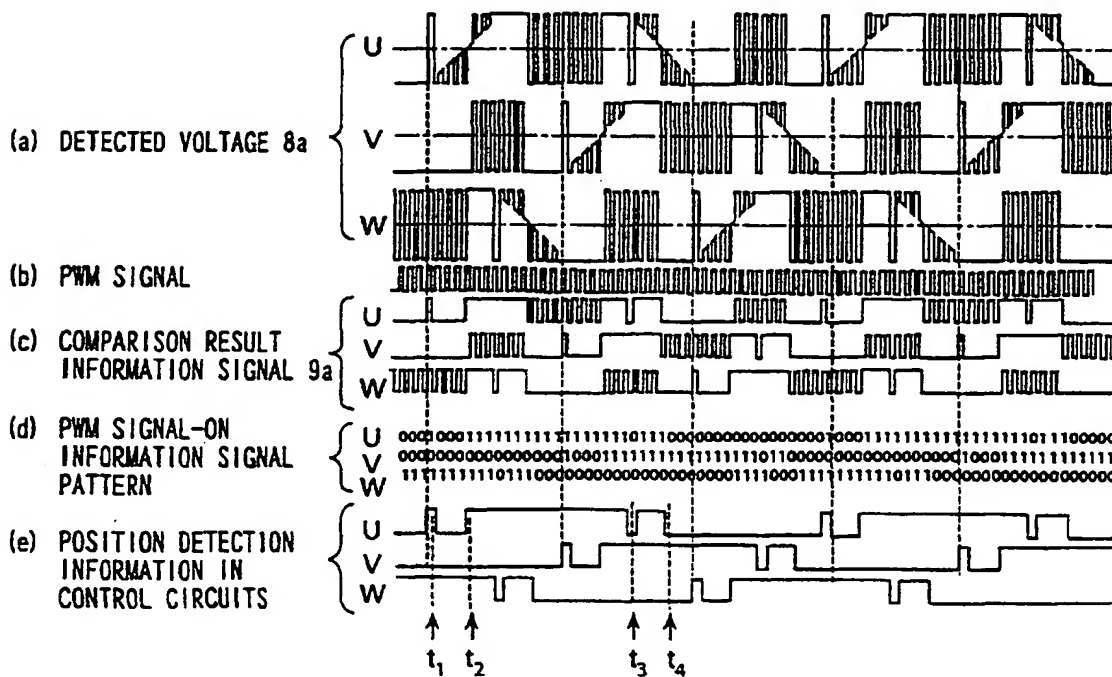 (a) DETECTED VOLTAGE 8a
U
V
W
(b) PWM SIGNAL
(c) COMPARISON RESULT
INFORMATION SIGNAL 9a
U
V
W
(d) PWM SIGNAL-ON
INFORMATION SIGNAL
PATTERN
U
V
W
(e) POSITION DETECTION
INFORMATION IN
CONTROL CIRCUITS
U
V
W
t1 t2 t3 t4